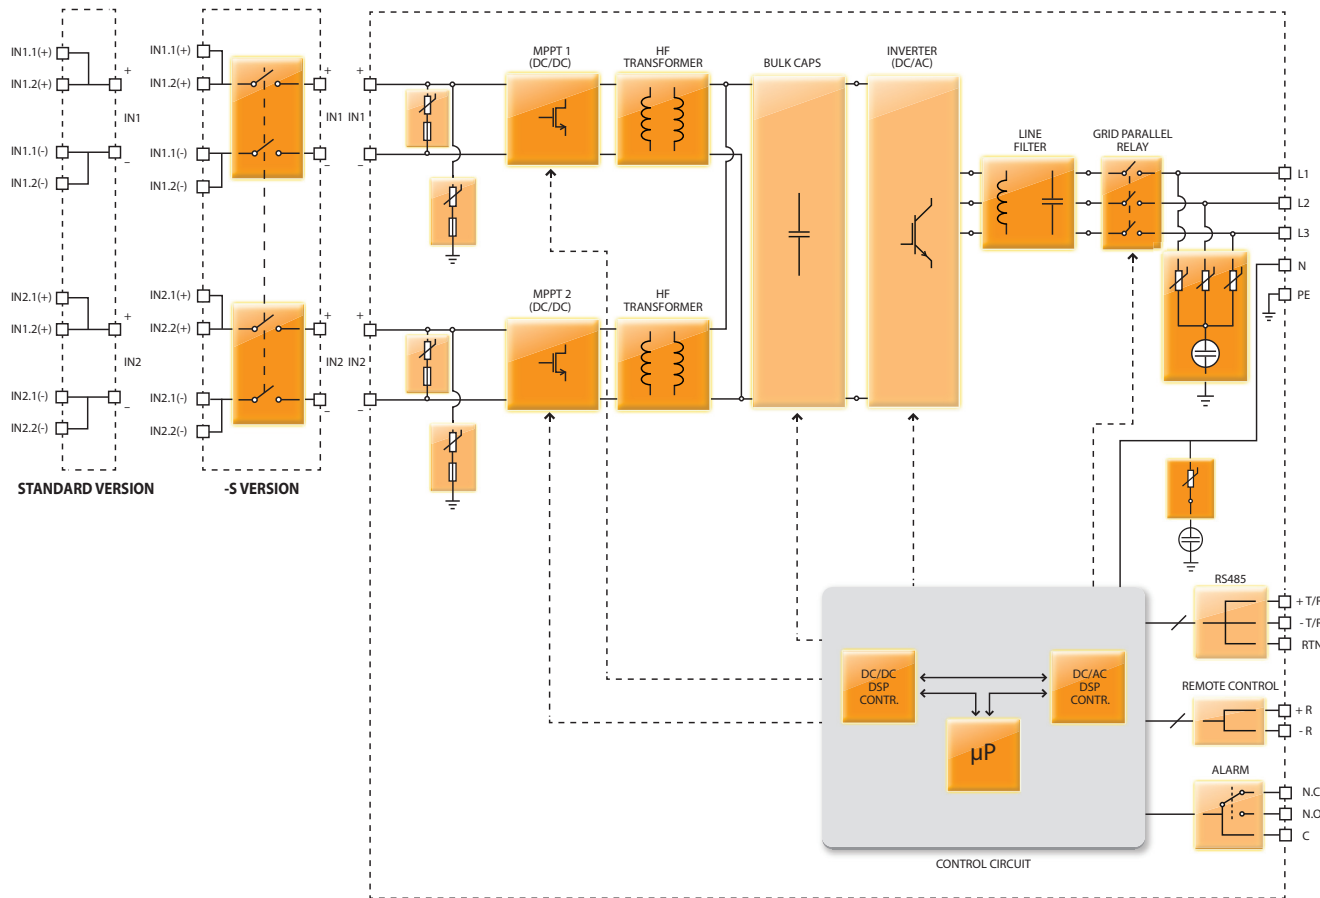 IN1.1(+)
IN1.2(+)
+
IN1
IN1.1(-)
IN1.2(-)
–
IN2.1(+)
IN1.2(+)
+
IN2
IN2.1(-)
IN2.2(-)
–
STANDARD VERSION
IN1.1(+)
IN1.2(+)
+
IN1
IN1.1(-)
IN1.2(-)
–
IN2.1(+)
IN2.2(+)
+
IN2
IN2.1(-)
IN2.2(-)
–
-S VERSION
+
IN1
–
+
IN2
–
MPPT 1
(DC/DC)
HF
TRANSFORMER
BULK CAPS
INVERTER
(DC/AC)
LINE
FILTER
GRID PARALLEL
RELAY
L1
L2
L3
N
PE
MPPT 2
(DC/DC)
HF
TRANSFORMER
DC/DC
DSP
CONTR.
DC/AC
DSP
CONTR.
µP
CONTROL CIRCUIT
RS485
+ T/R
- T/R
RTN
REMOTE CONTROL
+ R
- R
ALARM
N.C
N.O
C